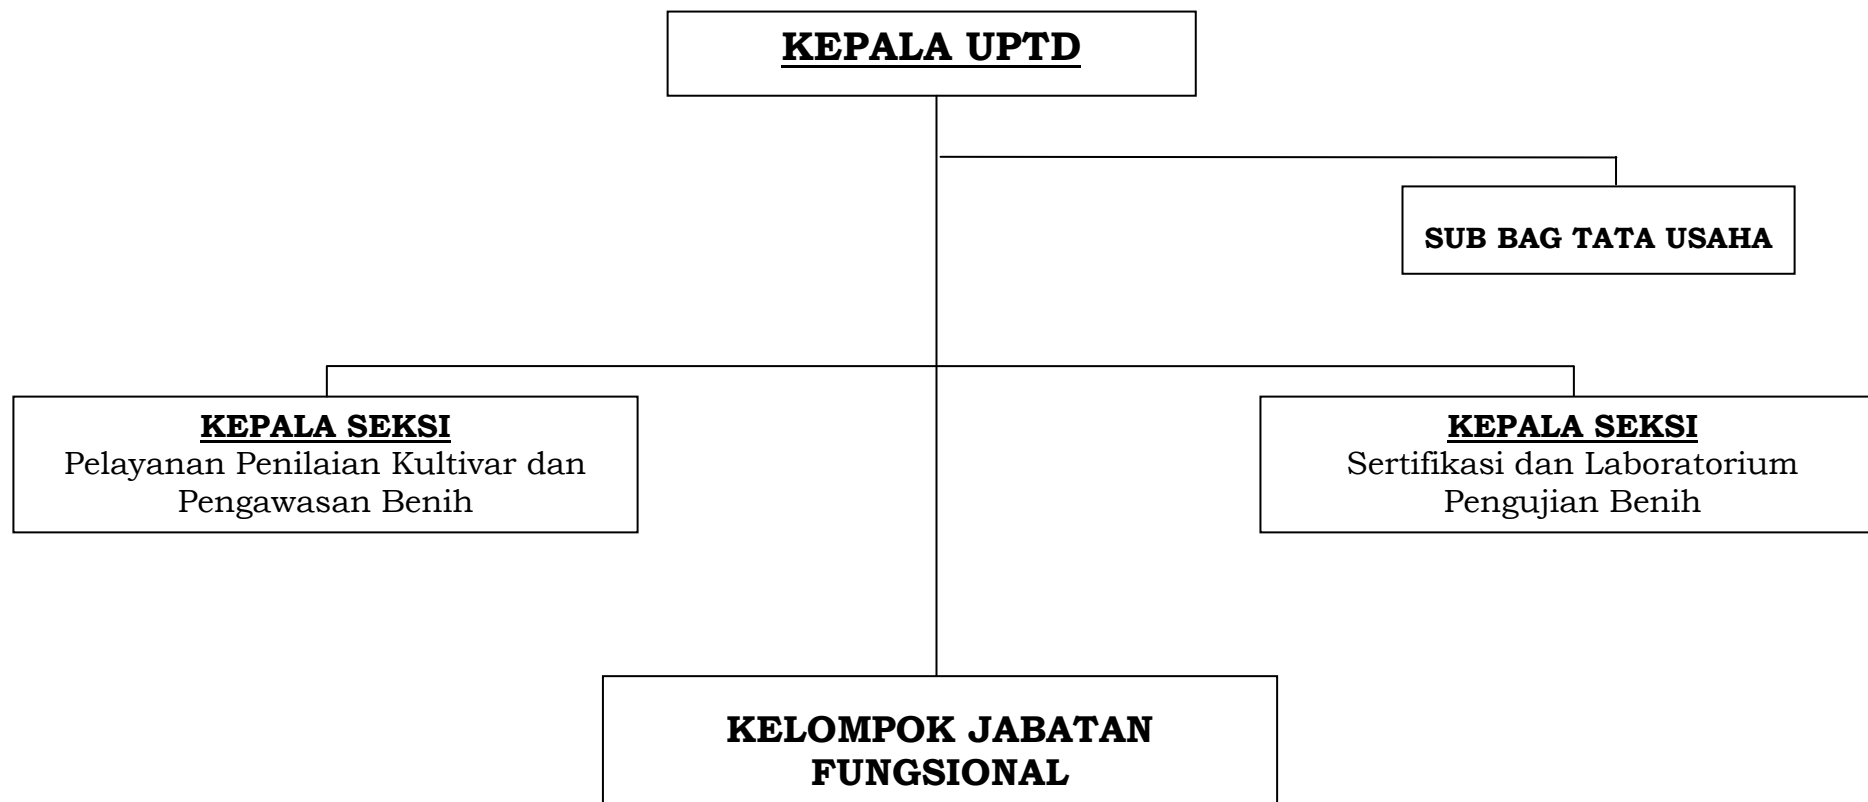 KEPALA UPTD
SUB BAG TATA USAHA
KEPALA SEKSI
Pelayanan Penilaian Kultivar dan
Pengawasan Benih
KEPALA SEKSI
Sertifikasi dan Laboratorium
Pengujian Benih
KELOMPOK JABATAN
FUNGSIONAL